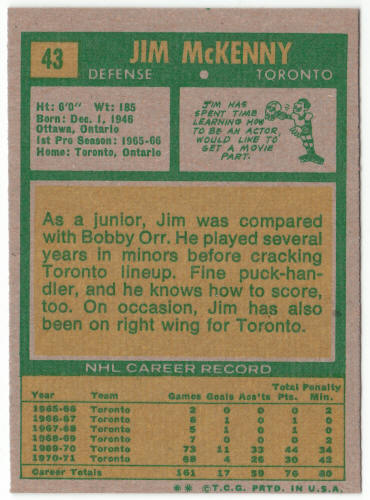 43
JIM McKENNY
DEFENSE • TORONTO
Ht: 6'0" Wt: 185
Born: Dec. 1, 1946
Ottawa, Ontario
1st Pro Season: 1965-66
Home: Toronto, Ontario
JIM HAS
SPENT TIME
LEARNING HOW
TO BE AN ACTOR,
WOULD LIKE TO
GET A MOVIE
PART.
As a junior, Jim was compared
with Bobby Orr. He played several
years in minors before cracking
Toronto lineup. Fine puck-han-
dler, and he knows how to score,
too. On occasion, Jim has also
been on right wing for Toronto.
NHL CAREER RECORD
Total Penalty
Year Team Games Goals Ass'ts Pts. Min.
1965-66 Toronto 2 0 0 0 2
1966-67 Toronto 6 1 0 1 0
1967-68 Toronto 5 1 0 1 0
1968-69 Toronto 7 0 0 0 2
1969-70 Toronto 73 11 33 44 34
1970-71 Toronto 68 4 26 30 42
Career Totals 161 17 59 76 80
** © T.C.G. PRTD. IN U.S.A.